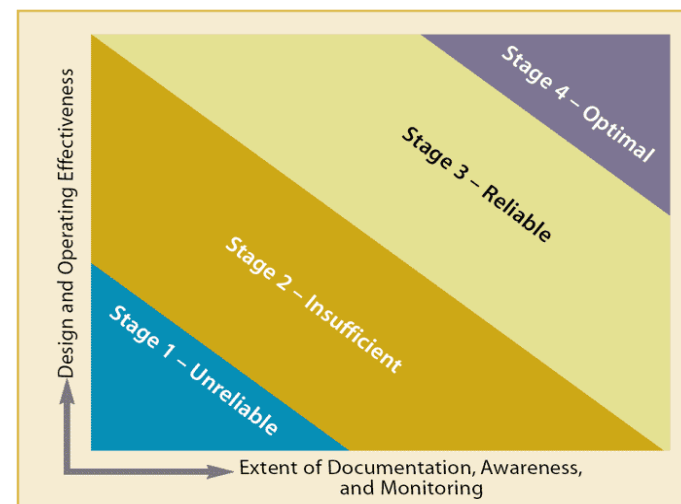 Design and Operating Effectiveness
Stage 4 – Optimal
Stage 3 – Reliable
Stage 2 – Insufficient
Stage 1 – Unreliable
Extent of Documentation, Awareness,
and Monitoring